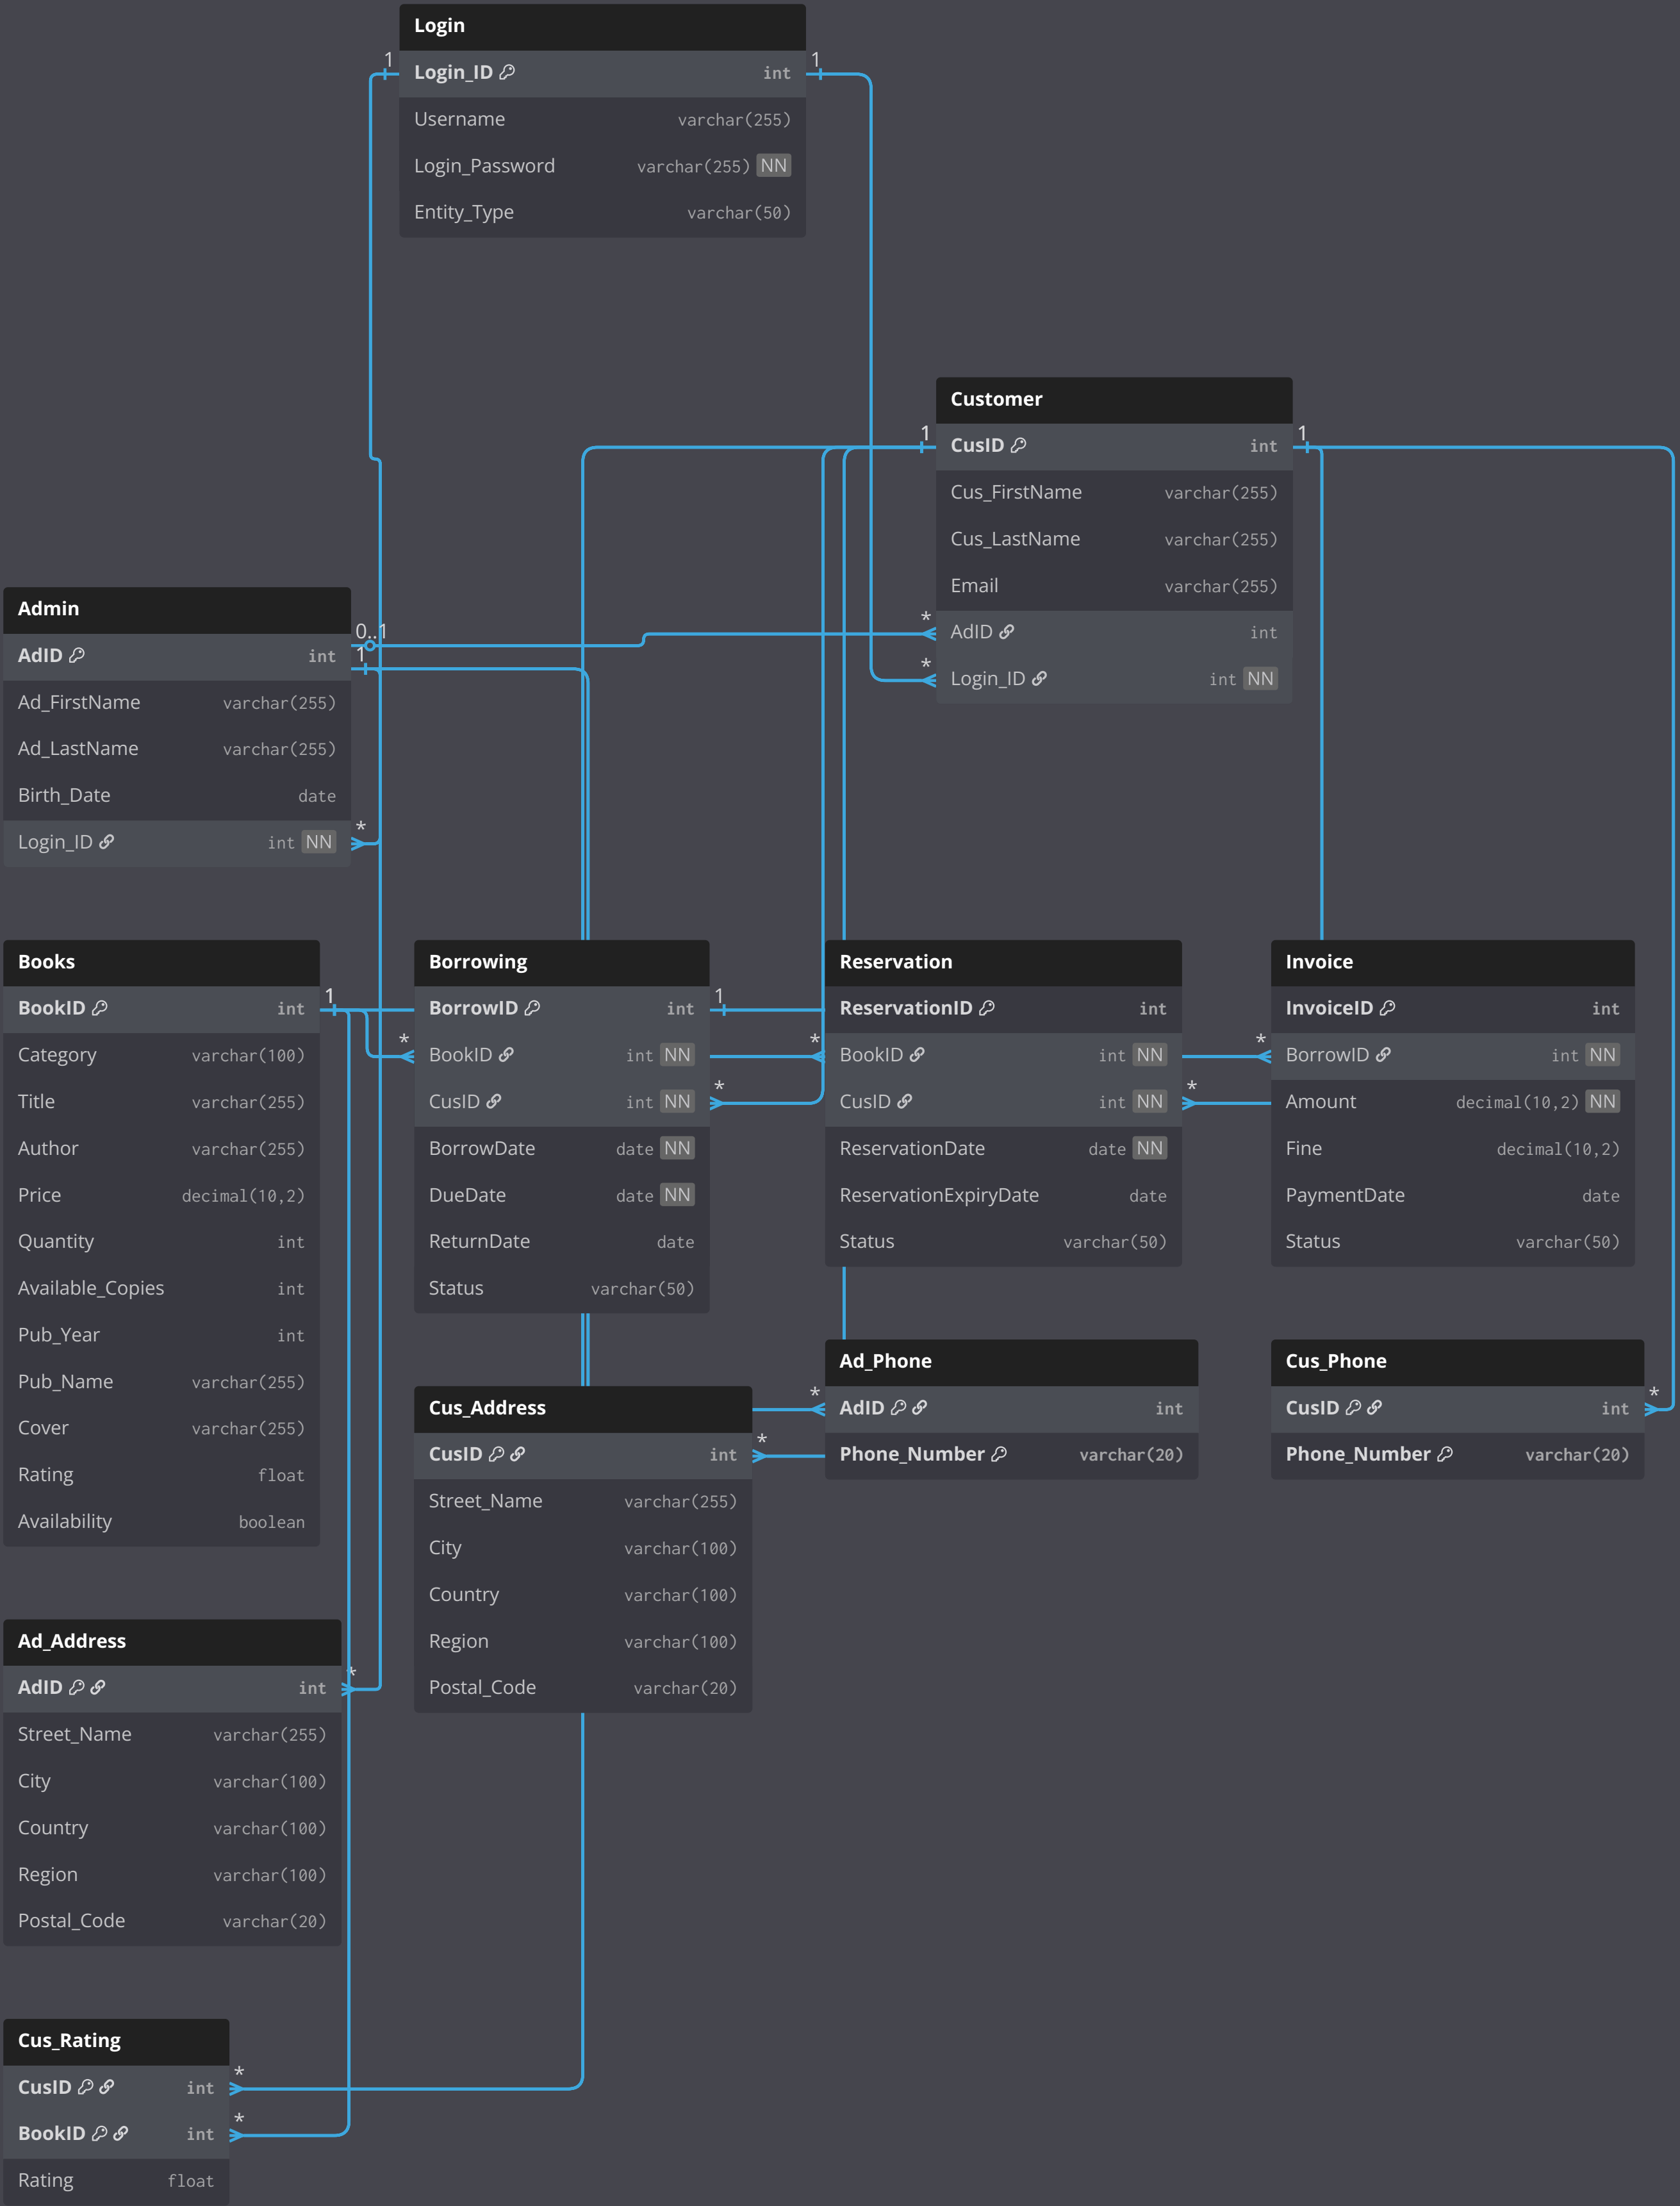 Login
1 Login_ID int 1
Username varchar(255)
Login_Password varchar(255) NN
Entity_Type varchar(50)
Customer
1 CusID int 1
Cus_FirstName varchar(255)
Cus_LastName varchar(255)
Email varchar(255)
* AdID int
* Login_ID int NN
Admin
AdID int 0..1
1
Ad_FirstName varchar(255)
Ad_LastName varchar(255)
Birth_Date date
Login_ID int NN *
Books
BookID int 1
Category varchar(100)
Title varchar(255)
Author varchar(255)
Price decimal(10,2)
Quantity int
Available_Copies int
Pub_Year int
Pub_Name varchar(255)
Cover varchar(255)
Rating float
Availability boolean
Borrowing
BorrowID int 1
* BookID int NN
CusID int NN *
BorrowDate date NN
DueDate date NN
ReturnDate date
Status varchar(50)
Reservation
ReservationID int
* BookID int NN
CusID int NN *
ReservationDate date NN
ReservationExpiryDate date
Status varchar(50)
Invoice
InvoiceID int
* BorrowID int NN
Amount decimal(10,2) NN
Fine decimal(10,2)
PaymentDate date
Status varchar(50)
Cus_Address
CusID int *
Street_Name varchar(255)
City varchar(100)
Country varchar(100)
Region varchar(100)
Postal_Code varchar(20)
Ad_Phone
* AdID int
Phone_Number varchar(20)
Cus_Phone
CusID int *
Phone_Number varchar(20)
Ad_Address
AdID int *
Street_Name varchar(255)
City varchar(100)
Country varchar(100)
Region varchar(100)
Postal_Code varchar(20)
Cus_Rating
CusID int *
BookID int *
Rating float